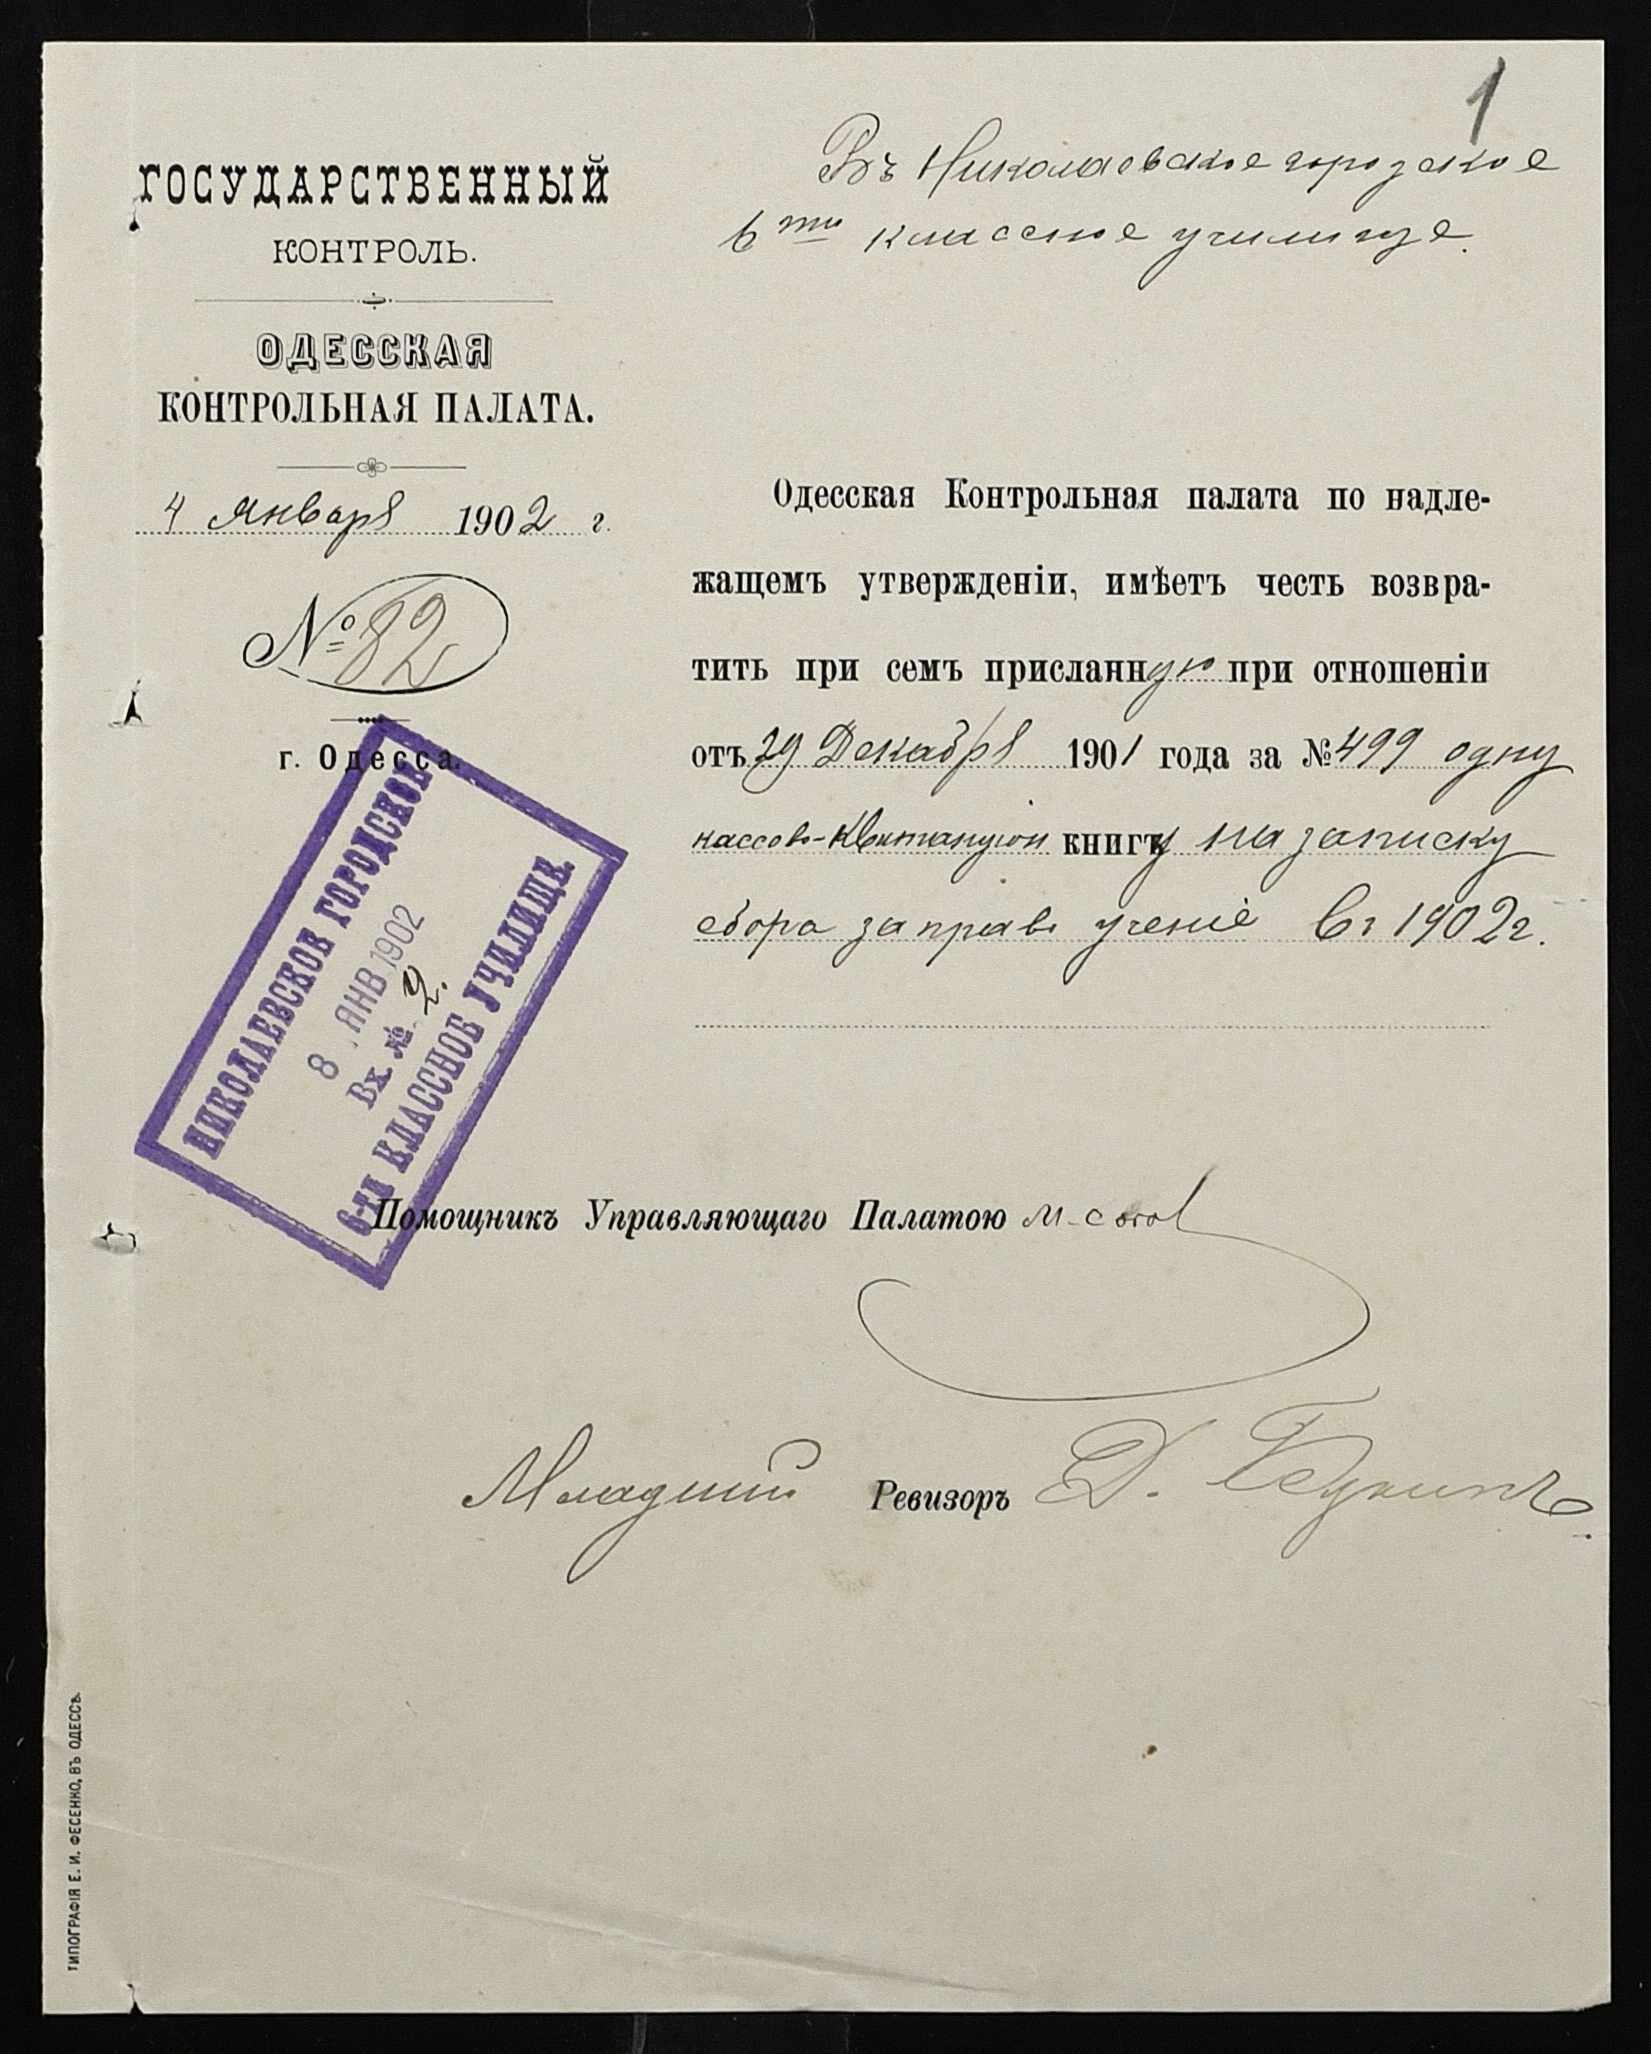 1
ГОСУДАРСТВЕННЫЙ
КОНТРОЛЬ.
ОДЕССКАЯ
КОНТРОЛЬНАЯ ПАЛАТА.
4 Января 1902 г.
№ 82
г. Одесса.
НИКОЛАЕВСКОЕ ГОРОДСКОЕ
8 ЯНВ 1902
Вх. № 2.
6-ТИ КЛАССНОЕ УЧИЛИЩЕ
Въ Николаевское городское
6ти классное училище.
Одесская Контрольная палата по надле-
жащемъ утвержденіи, имѣетъ честь возвра-
тить при семъ присланную при отношеніи
отъ 29 Декабря 1901 года за № 499 одну
кассово-квитанцион книгу на записку
сбора за право ученіе въ 1902 г.
Помощникъ Управляющаго Палатою
Младшій Ревизоръ Д.
ТИПОГРАФІЯ Е. И. ФЕСЕНКО, ВЪ ОДЕССѢ.